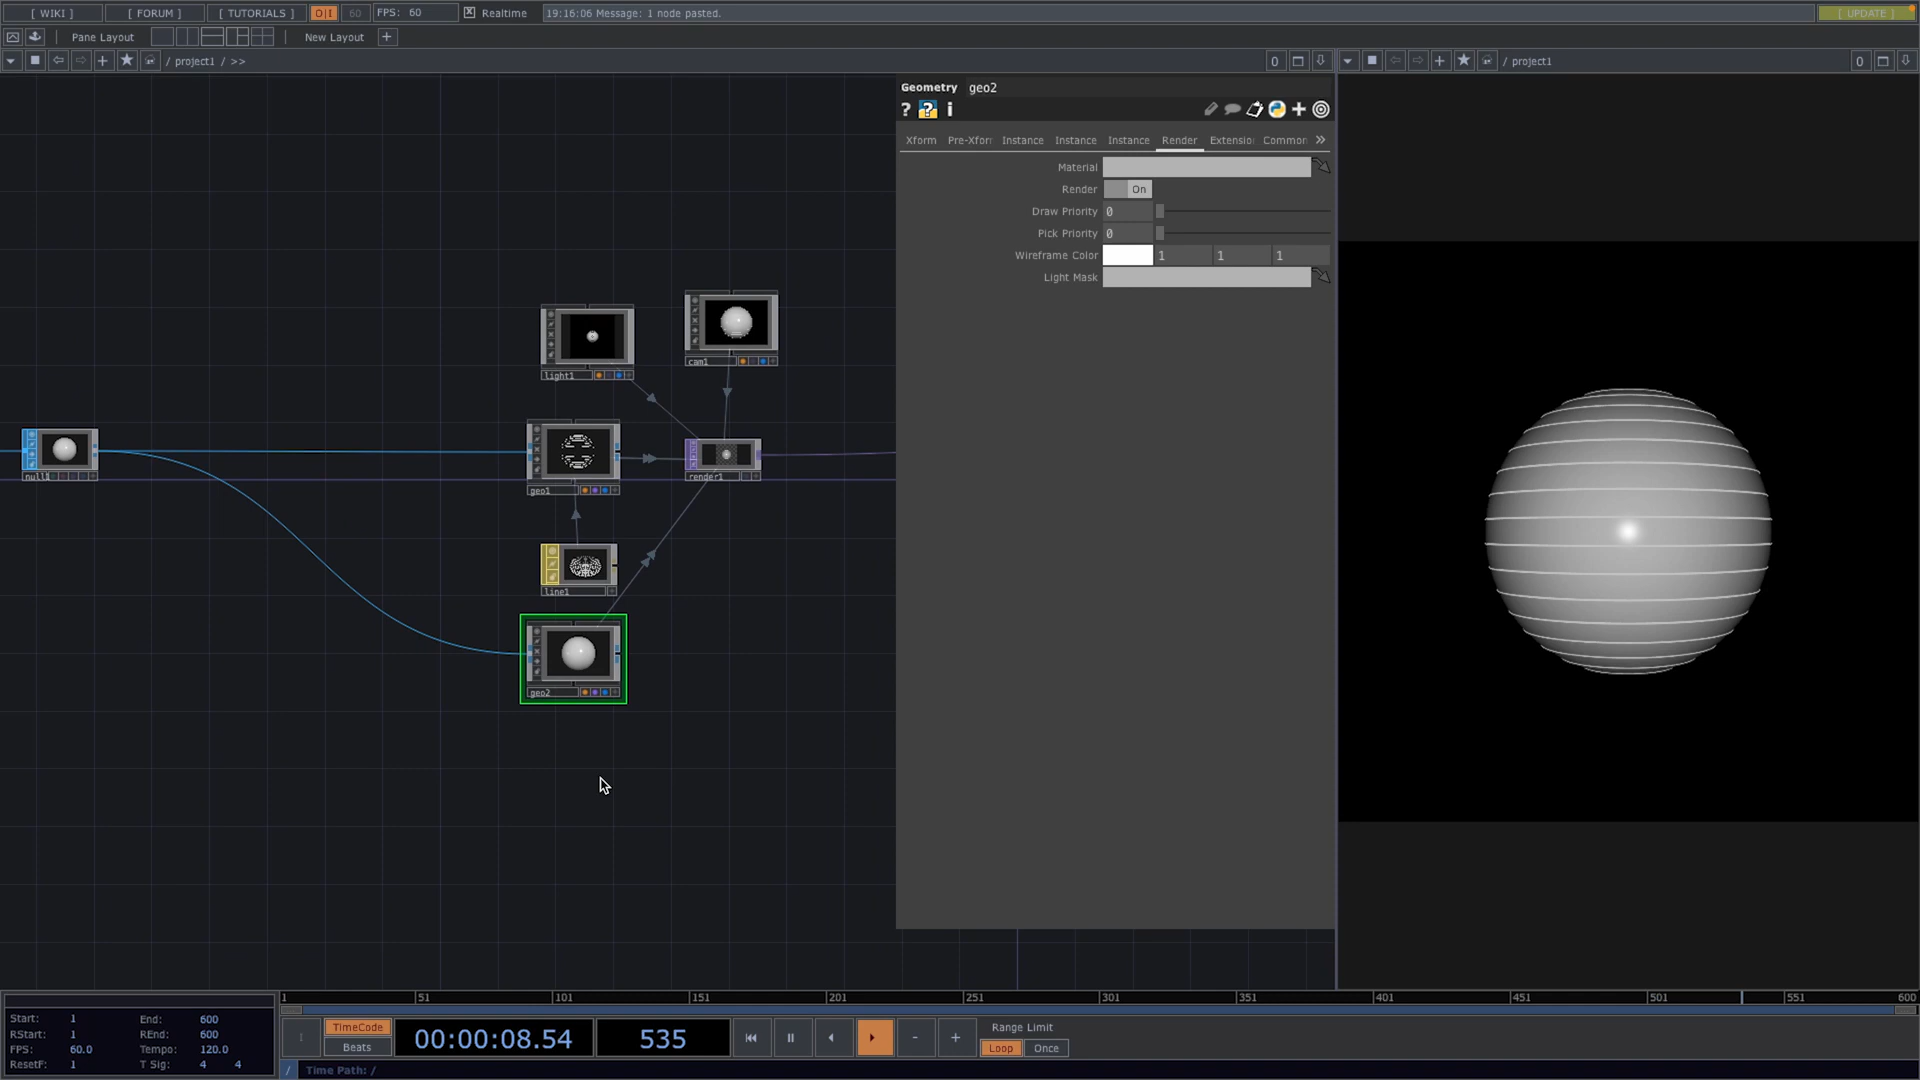 [ WIKI ] [ FORUM ] [ TUTORIALS ] O|I 60 FPS: 60 Realtime 19:16:06 Message: 1 node pasted. [ UPDATE ]
Pane Layout New Layout +
/ project1 / >> 0 / project1 0
Geometry geo2
? ? i
Xform Pre-Xfor Instance Instance Instance Render Extensio Common
Material
Render On
Draw Priority 0
Pick Priority 0
Wireframe Color 1 1 1
Light Mask
light1
cam1
null1
geo1
render1
line1
geo2
1 51 101 151 201 251 301 351 401 451 501 551 600
Start: 1 End: 600
RStart: 1 REnd: 600
FPS: 60.0 Tempo: 120.0
ResetF: 1 T Sig: 4 4
TimeCode
Beats
00:00:08.54
535
- +
Range Limit
Loop Once
/ Time Path: /